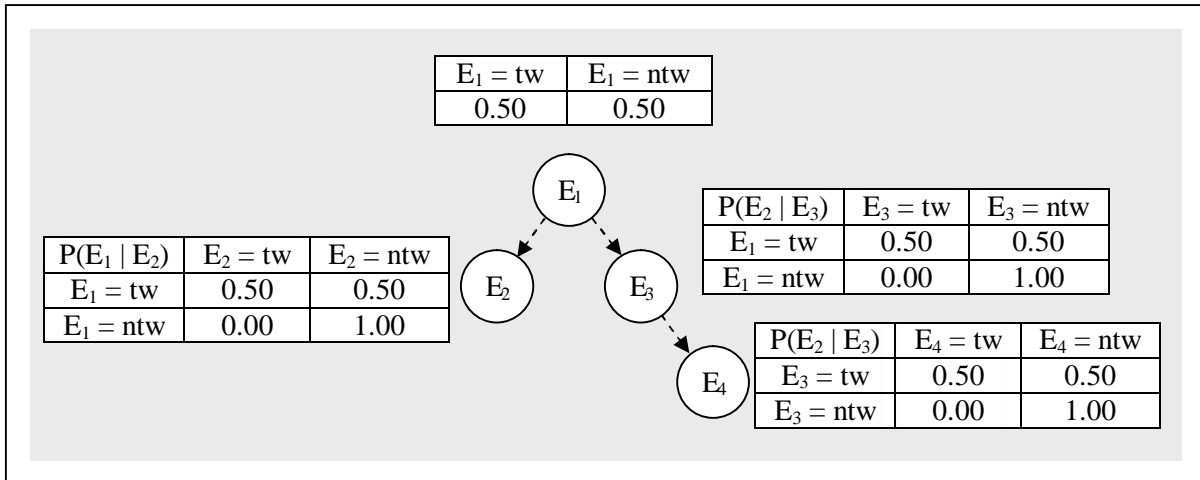 E₁ = tw E₁ = ntw
0.50 0.50
E₁
P(E₂ | E₃) E₃ = tw E₃ = ntw
E₁ = tw 0.50 0.50
E₁ = ntw 0.00 1.00
P(E₁ | E₂) E₂ = tw E₂ = ntw
E₁ = tw 0.50 0.50
E₁ = ntw 0.00 1.00
E₂
E₃
P(E₂ | E₃) E₄ = tw E₄ = ntw
E₃ = tw 0.50 0.50
E₃ = ntw 0.00 1.00
E₄